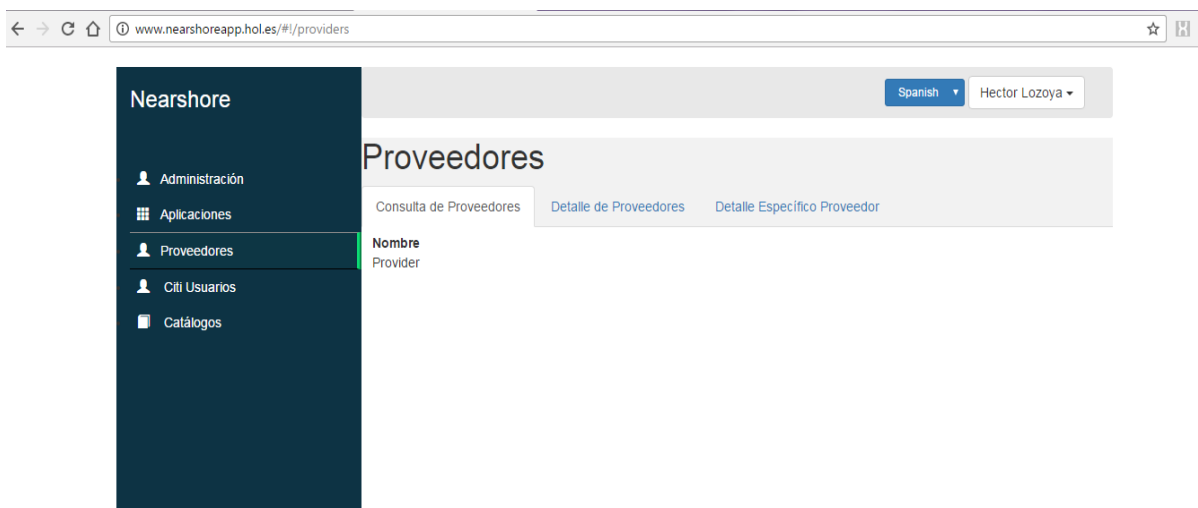 www.nearshoreapp.hol.es/#!/providers
Nearshore
Spanish
Hector Lozoya
Administración
Aplicaciones
Proveedores
Citi Usuarios
Catálogos
Proveedores
Consulta de Proveedores Detalle de Proveedores Detalle Específico Proveedor
Nombre
Provider